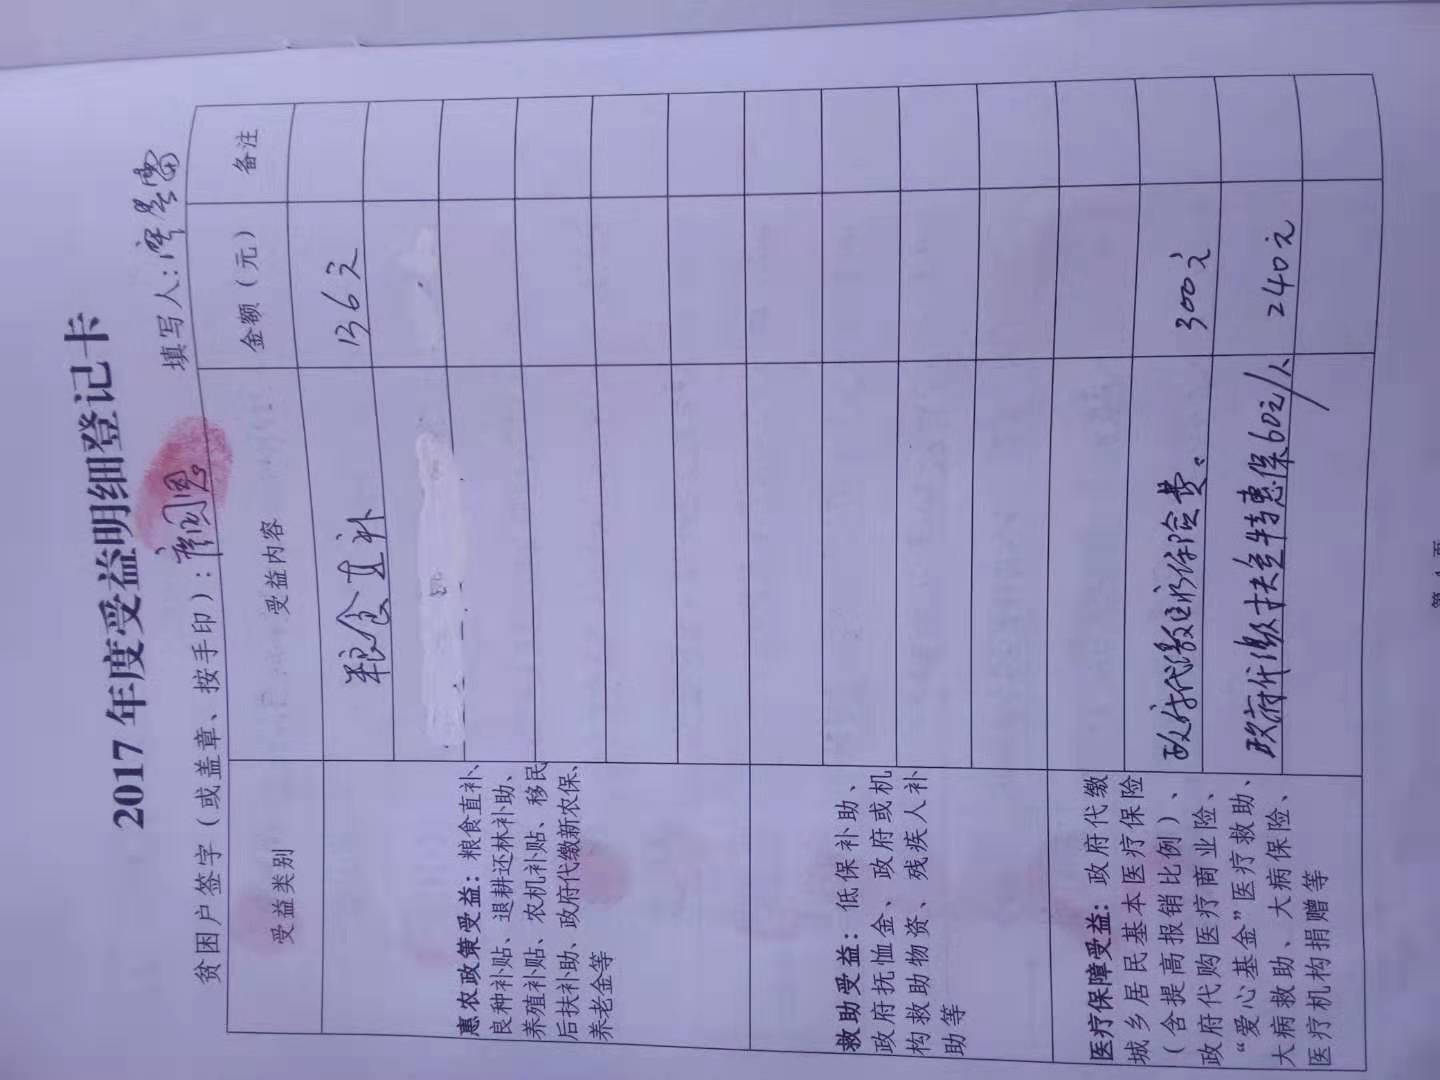 2017 年度受益明细登记卡
贫困户签字（或盖章、按手印）： 填写人：
受益类别 受益内容 金额（元） 备注
粮食直补 136元
惠农政策受益：粮食直补、
良种补贴、退耕还林补助、
养殖补贴、农机补贴、移民
后扶补助、政府代缴新农保、
养老金等
救助受益：低保补助、
政府抚恤金、政府或机
构救助物资、残疾人补
助等
医疗保障受益：政府代缴
城乡居民基本医疗保险
（含提高报销比例）、
政府代购医疗商业险、
“爱心基金”医疗救助、
大病救助、大病保险、
医疗机构捐赠等
政府代缴 保险费。 300元
政府代缴扶贫特惠保60元/人 240元